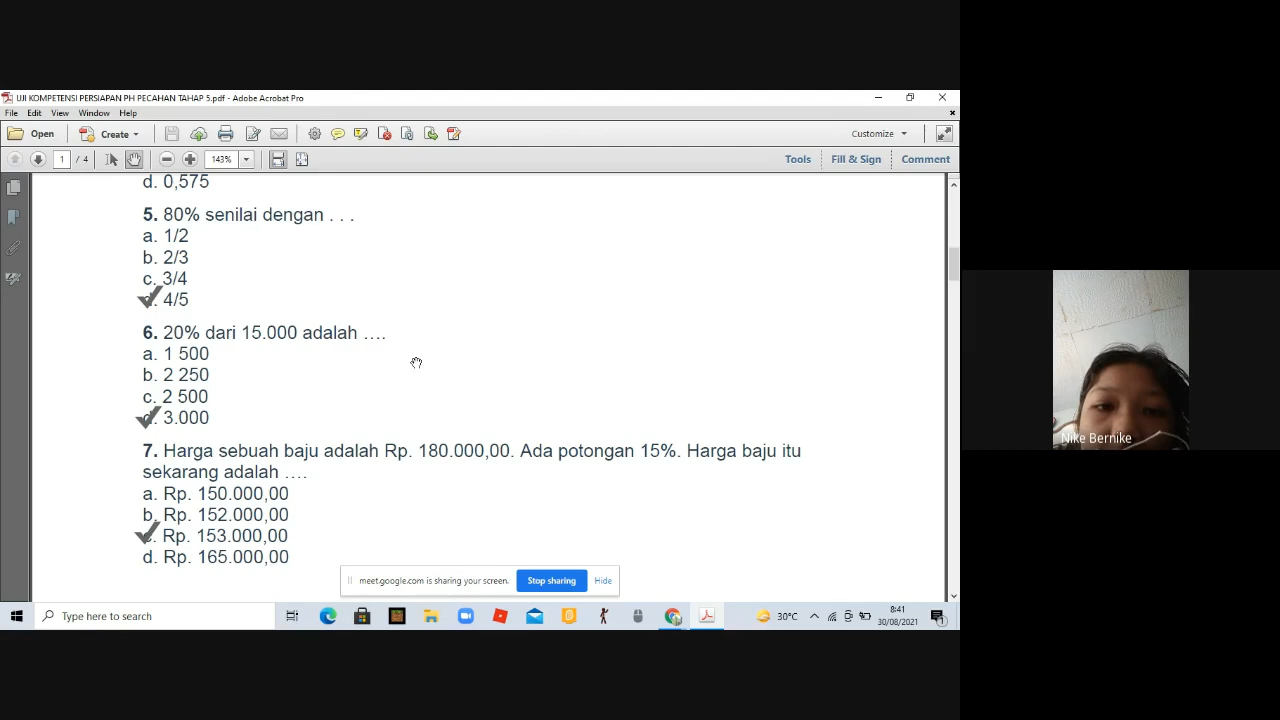 UJI KOMPETENSI PERSIAPAN PH PECAHAN TAHAP 5.pdf - Adobe Acrobat Pro
File Edit View Window Help
Open Create Customize
1 / 4 143% Tools Fill & Sign Comment
d. 0,575
5. 80% senilai dengan . . .
a. 1/2
b. 2/3
c. 3/4
4/5
6. 20% dari 15.000 adalah ....
a. 1 500
b. 2 250
c. 2 500
d. 3.000
7. Harga sebuah baju adalah Rp. 180.000,00. Ada potongan 15%. Harga baju itu
sekarang adalah ....
a. Rp. 150.000,00
b. Rp. 152.000,00
c. Rp. 153.000,00
d. Rp. 165.000,00
meet.google.com is sharing your screen. Stop sharing Hide
Type here to search
30°C
8:41
30/08/2021
1
Nike Bernike